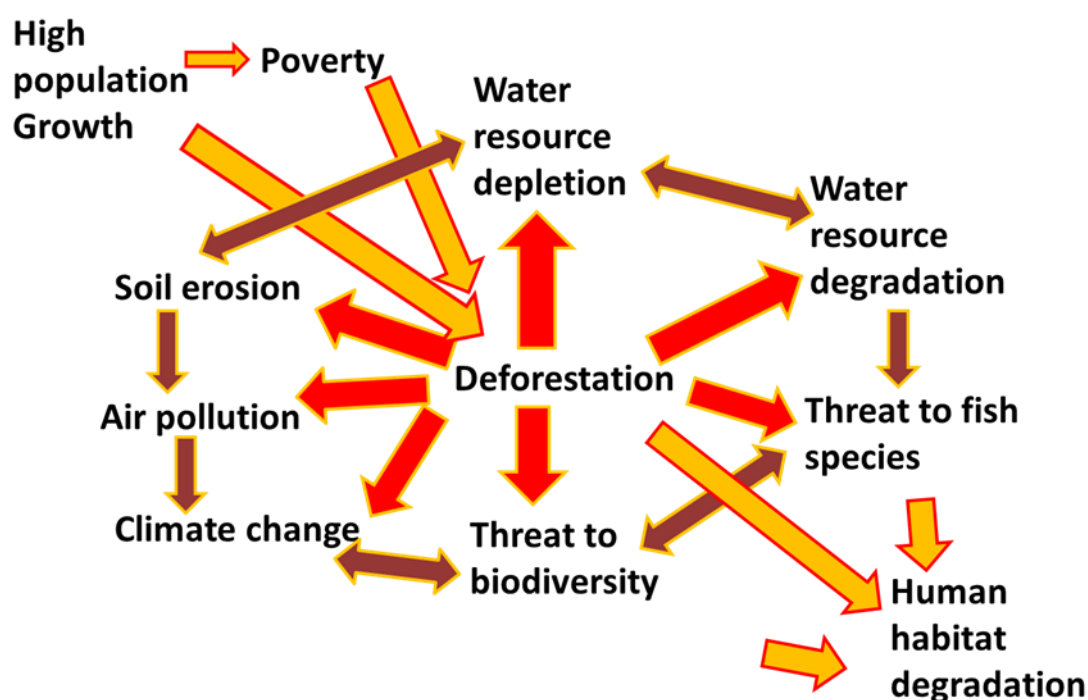 High
population
Growth
Poverty
Water
resource
depletion
Water
resource
degradation
Soil erosion
Deforestation
Air pollution
Threat to fish
species
Climate change
Threat to
biodiversity
Human
habitat
degradation